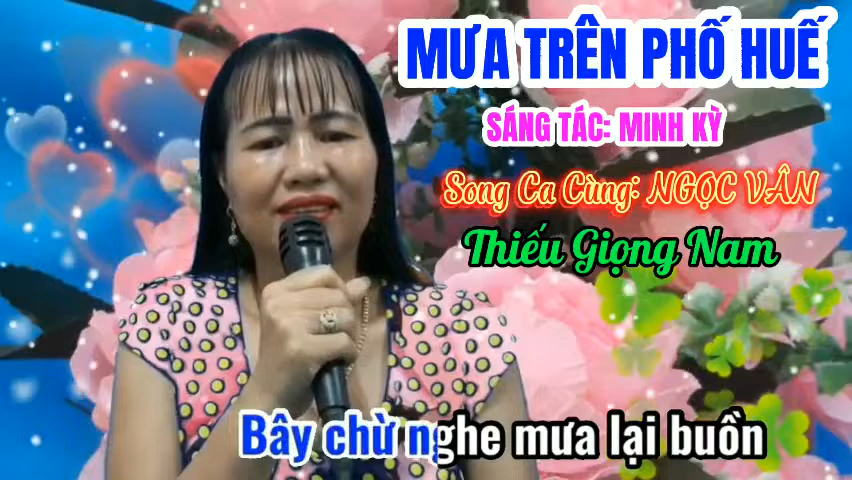 MƯA TRÊN PHỐ HUẾ
SÁNG TÁC: MINH KỲ
Song Ca Cùng: NGỌC VÂN
Thiếu Giọng Nam
Bây chừ nghe mưa lại buồn